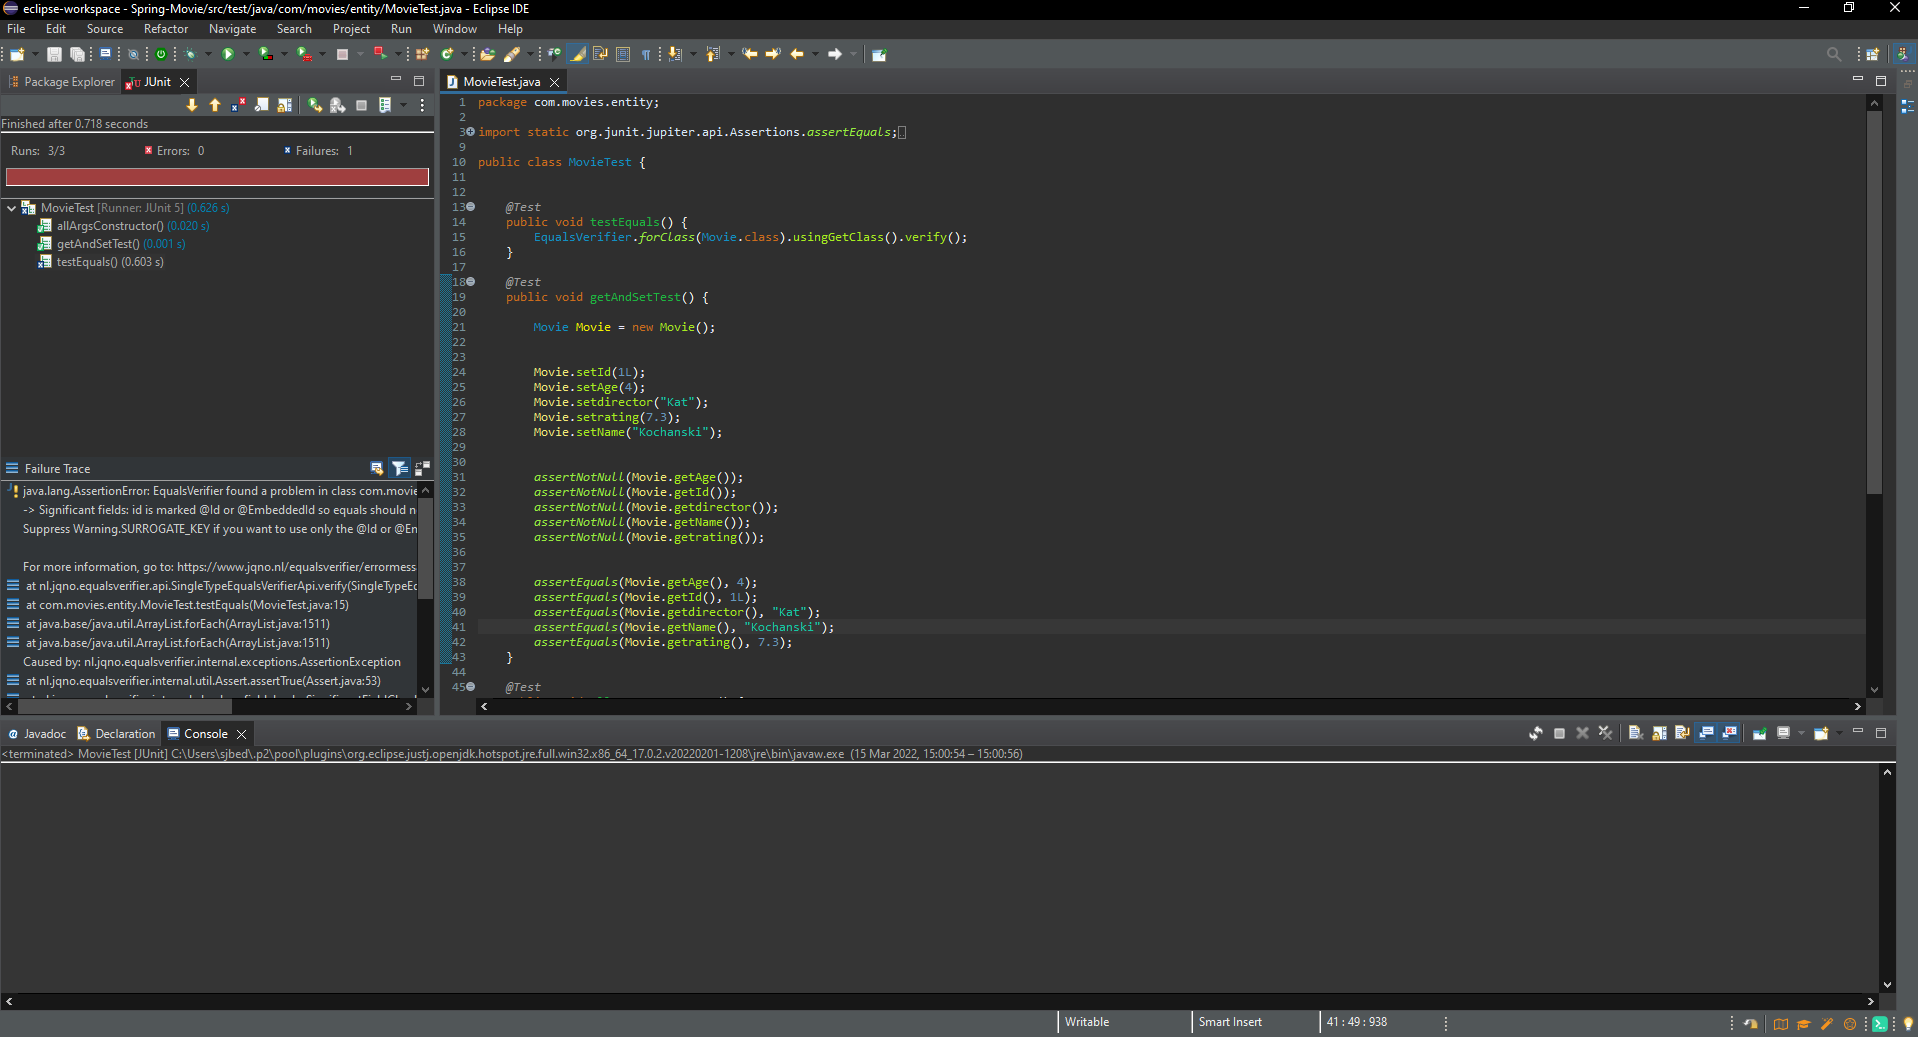 eclipse-workspace - Spring-Movie/src/test/java/com/movies/entity/MovieTest.java - Eclipse IDE
File Edit Source Refactor Navigate Search Project Run Window Help
Package Explorer JUnit
Finished after 0.718 seconds
Runs: 3/3 Errors: 0 Failures: 1
MovieTest [Runner: JUnit 5] (0.626 s)
allArgsConstructor() (0.020 s)
getAndSetTest() (0.001 s)
testEquals() (0.603 s)
Failure Trace
java.lang.AssertionError: EqualsVerifier found a problem in class com.movie
-> Significant fields: id is marked @Id or @EmbeddedId so equals should n
Suppress Warning.SURROGATE_KEY if you want to use only the @Id or @En
For more information, go to: https://www.jqno.nl/equalsverifier/errormess
at nl.jqno.equalsverifier.api.SingleTypeEqualsVerifierApi.verify(SingleTypeEc
at com.movies.entity.MovieTest.testEquals(MovieTest.java:15)
at java.base/java.util.ArrayList.forEach(ArrayList.java:1511)
at java.base/java.util.ArrayList.forEach(ArrayList.java:1511)
Caused by: nl.jqno.equalsverifier.internal.exceptions.AssertionException
at nl.jqno.equalsverifier.internal.util.Assert.assertTrue(Assert.java:53)
MovieTest.java
1 package com.movies.entity;
2
3 import static org.junit.jupiter.api.Assertions.assertEquals;
9
10 public class MovieTest {
11
12
13 @Test
14 public void testEquals() {
15 EqualsVerifier.forClass(Movie.class).usingGetClass().verify();
16 }
17
18 @Test
19 public void getAndSetTest() {
20
21 Movie Movie = new Movie();
22
23
24 Movie.setId(1L);
25 Movie.setAge(4);
26 Movie.setdirector("Kat");
27 Movie.setrating(7.3);
28 Movie.setName("Kochanski");
29
30
31 assertNotNull(Movie.getAge());
32 assertNotNull(Movie.getId());
33 assertNotNull(Movie.getdirector());
34 assertNotNull(Movie.getName());
35 assertNotNull(Movie.getrating());
36
37
38 assertEquals(Movie.getAge(), 4);
39 assertEquals(Movie.getId(), 1L);
40 assertEquals(Movie.getdirector(), "Kat");
41 assertEquals(Movie.getName(), "Kochanski");
42 assertEquals(Movie.getrating(), 7.3);
43 }
44
45 @Test
Javadoc Declaration Console
<terminated> MovieTest [JUnit] C:\Users\sjbed\.p2\pool\plugins\org.eclipse.justj.openjdk.hotspot.jre.full.win32.x86_64_17.0.2.v20220201-1208\jre\bin\javaw.exe (15 Mar 2022, 15:00:54 – 15:00:56)
Writable Smart Insert 41 : 49 : 938